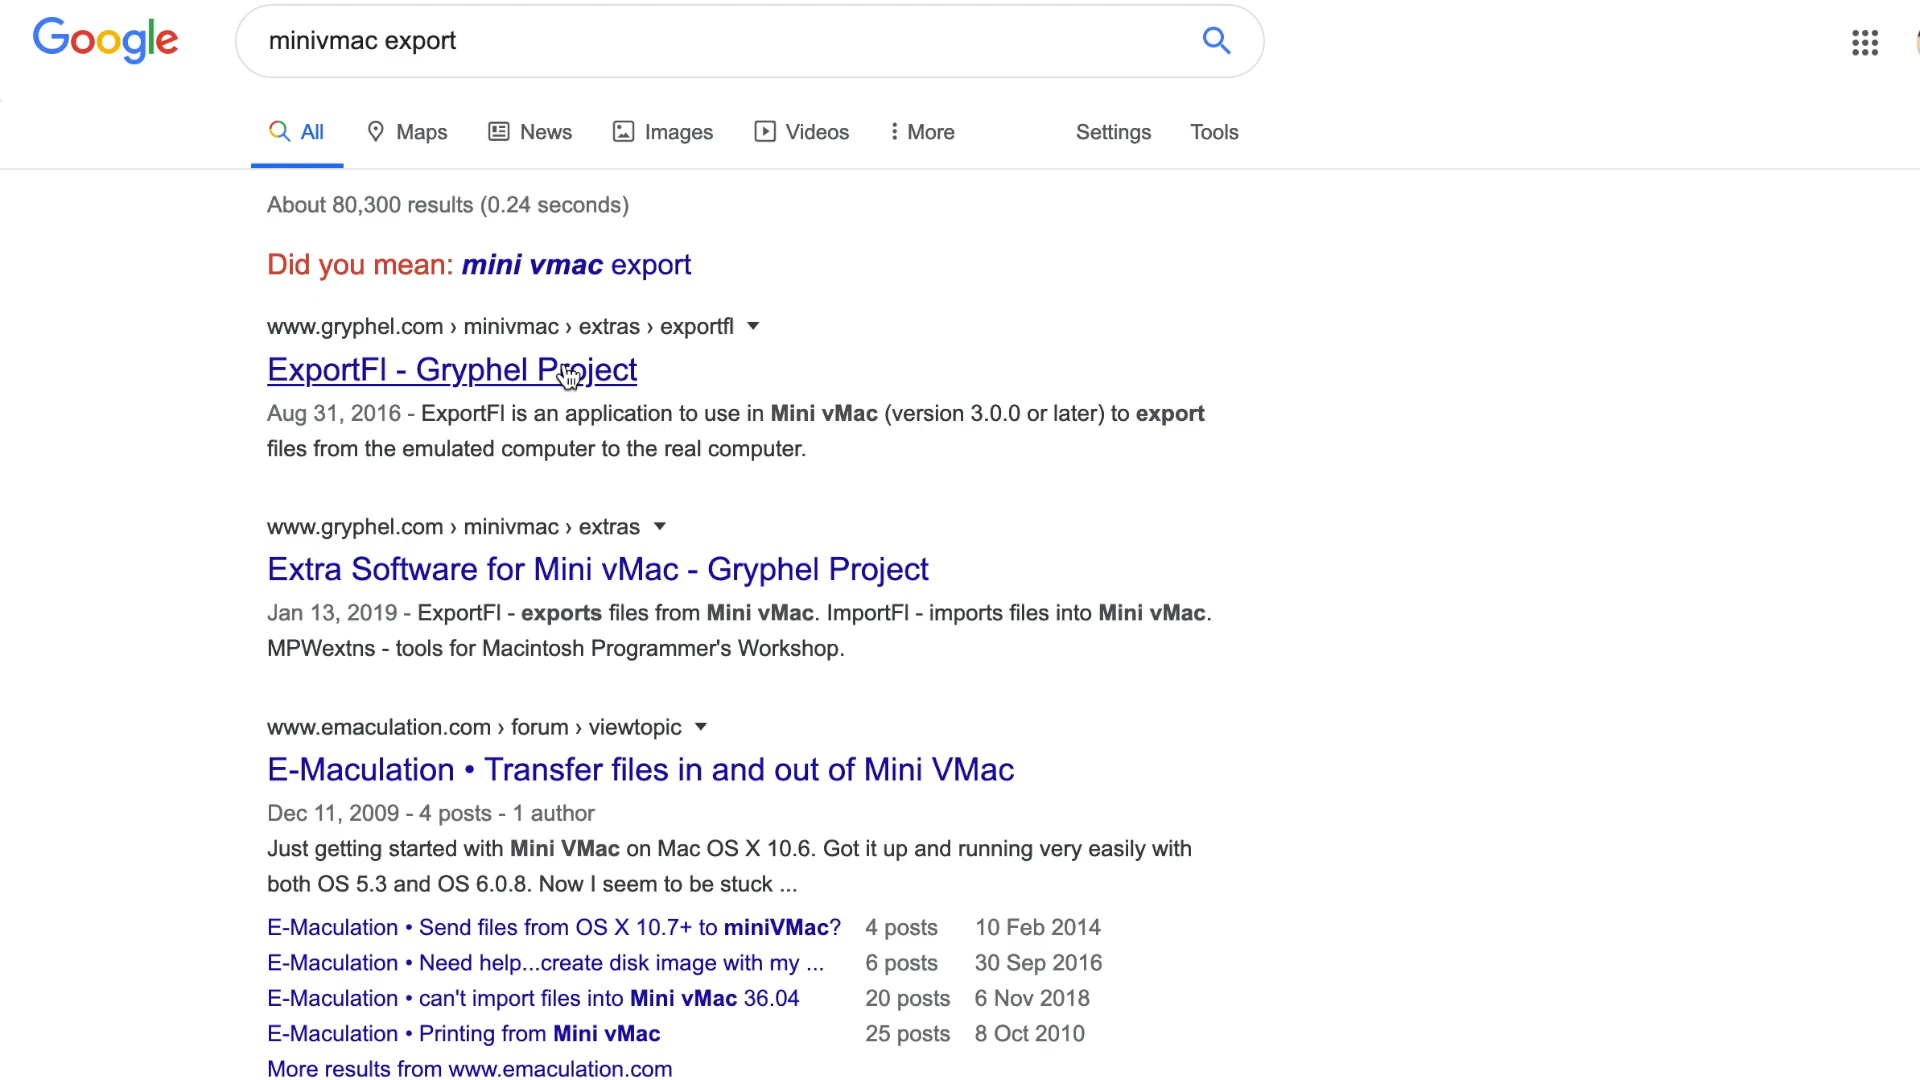 Google
minivmac export
All Maps News Images Videos More Settings Tools
About 80,300 results (0.24 seconds)
Did you mean: mini vmac export
www.gryphel.com › minivmac › extras › exportfl
ExportFl - Gryphel Project
Aug 31, 2016 - ExportFl is an application to use in Mini vMac (version 3.0.0 or later) to export
files from the emulated computer to the real computer.
www.gryphel.com › minivmac › extras
Extra Software for Mini vMac - Gryphel Project
Jan 13, 2019 - ExportFl - exports files from Mini vMac. ImportFl - imports files into Mini vMac.
MPWextns - tools for Macintosh Programmer's Workshop.
www.emaculation.com › forum › viewtopic
E-Maculation • Transfer files in and out of Mini VMac
Dec 11, 2009 - 4 posts - 1 author
Just getting started with Mini VMac on Mac OS X 10.6. Got it up and running very easily with
both OS 5.3 and OS 6.0.8. Now I seem to be stuck ...
E-Maculation • Send files from OS X 10.7+ to miniVMac? 4 posts 10 Feb 2014
E-Maculation • Need help...create disk image with my ... 6 posts 30 Sep 2016
E-Maculation • can't import files into Mini vMac 36.04 20 posts 6 Nov 2018
E-Maculation • Printing from Mini vMac 25 posts 8 Oct 2010
More results from www.emaculation.com